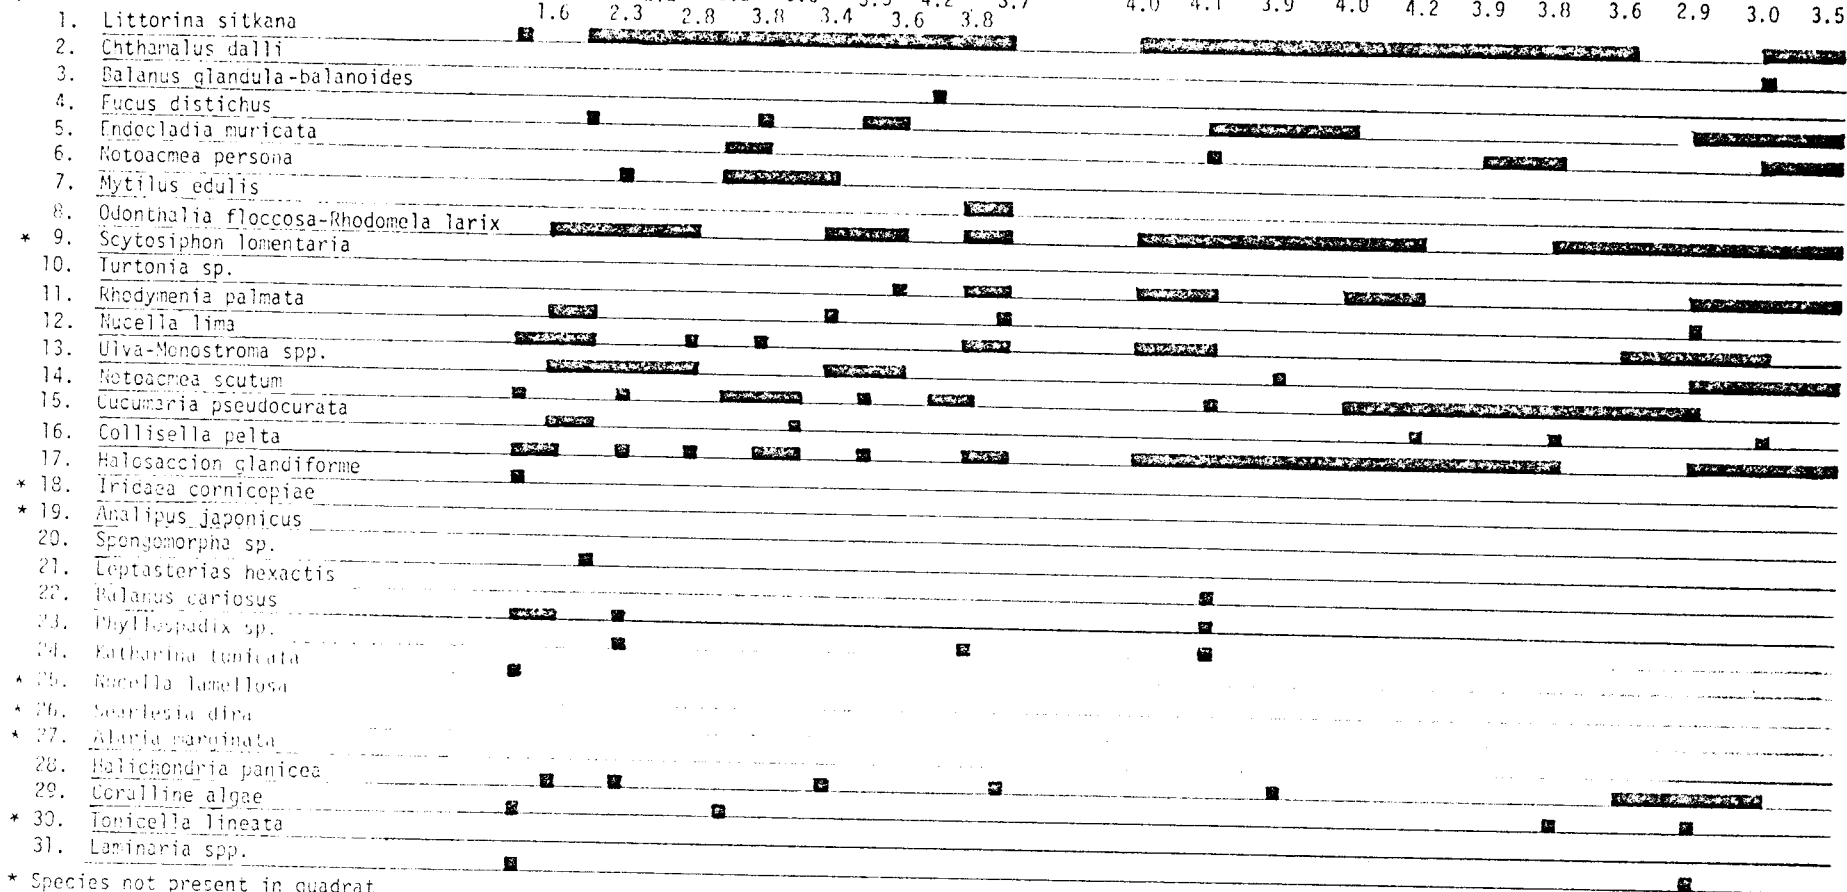 1.6 2.3 2.8 3.8 3.4 3.6 3.8 3.7 4.0 4.1 3.9 4.0 4.2 3.9 3.8 3.6 2.9 3.0 3.5
1. Littorina sitkana
2. Chthamalus dalli
3. Balanus glandula-balanoides
4. Fucus distichus
5. Endocladia muricata
6. Notoacmea persona
7. Mytilus edulis
8. Odonthalia floccosa-Rhodomela larix
* 9. Scytosiphon lomentaria
10. Turtonia sp.
11. Rhodymenia palmata
12. Nucella lima
13. Ulva-Monostroma spp.
14. Notoacmea scutum
15. Cucumaria pseudocurata
16. Collisella pelta
17. Halosaccion glandiforme
* 18. Iridaea cornicopiae
* 19. Analipus japonicus
20. Spongomorpha sp.
21. Leptasterias hexactis
22. Balanus cariosus
23. Phyllospadix sp.
24. Katharina tunicata
* 25. Nucella lamellosa
* 26. Searlesia dira
* 27. Alaria marginata
28. Halichondria panicea
29. Coralline algae
* 30. Tonicella lineata
31. Laminaria spp.
* Species not present in quadrat